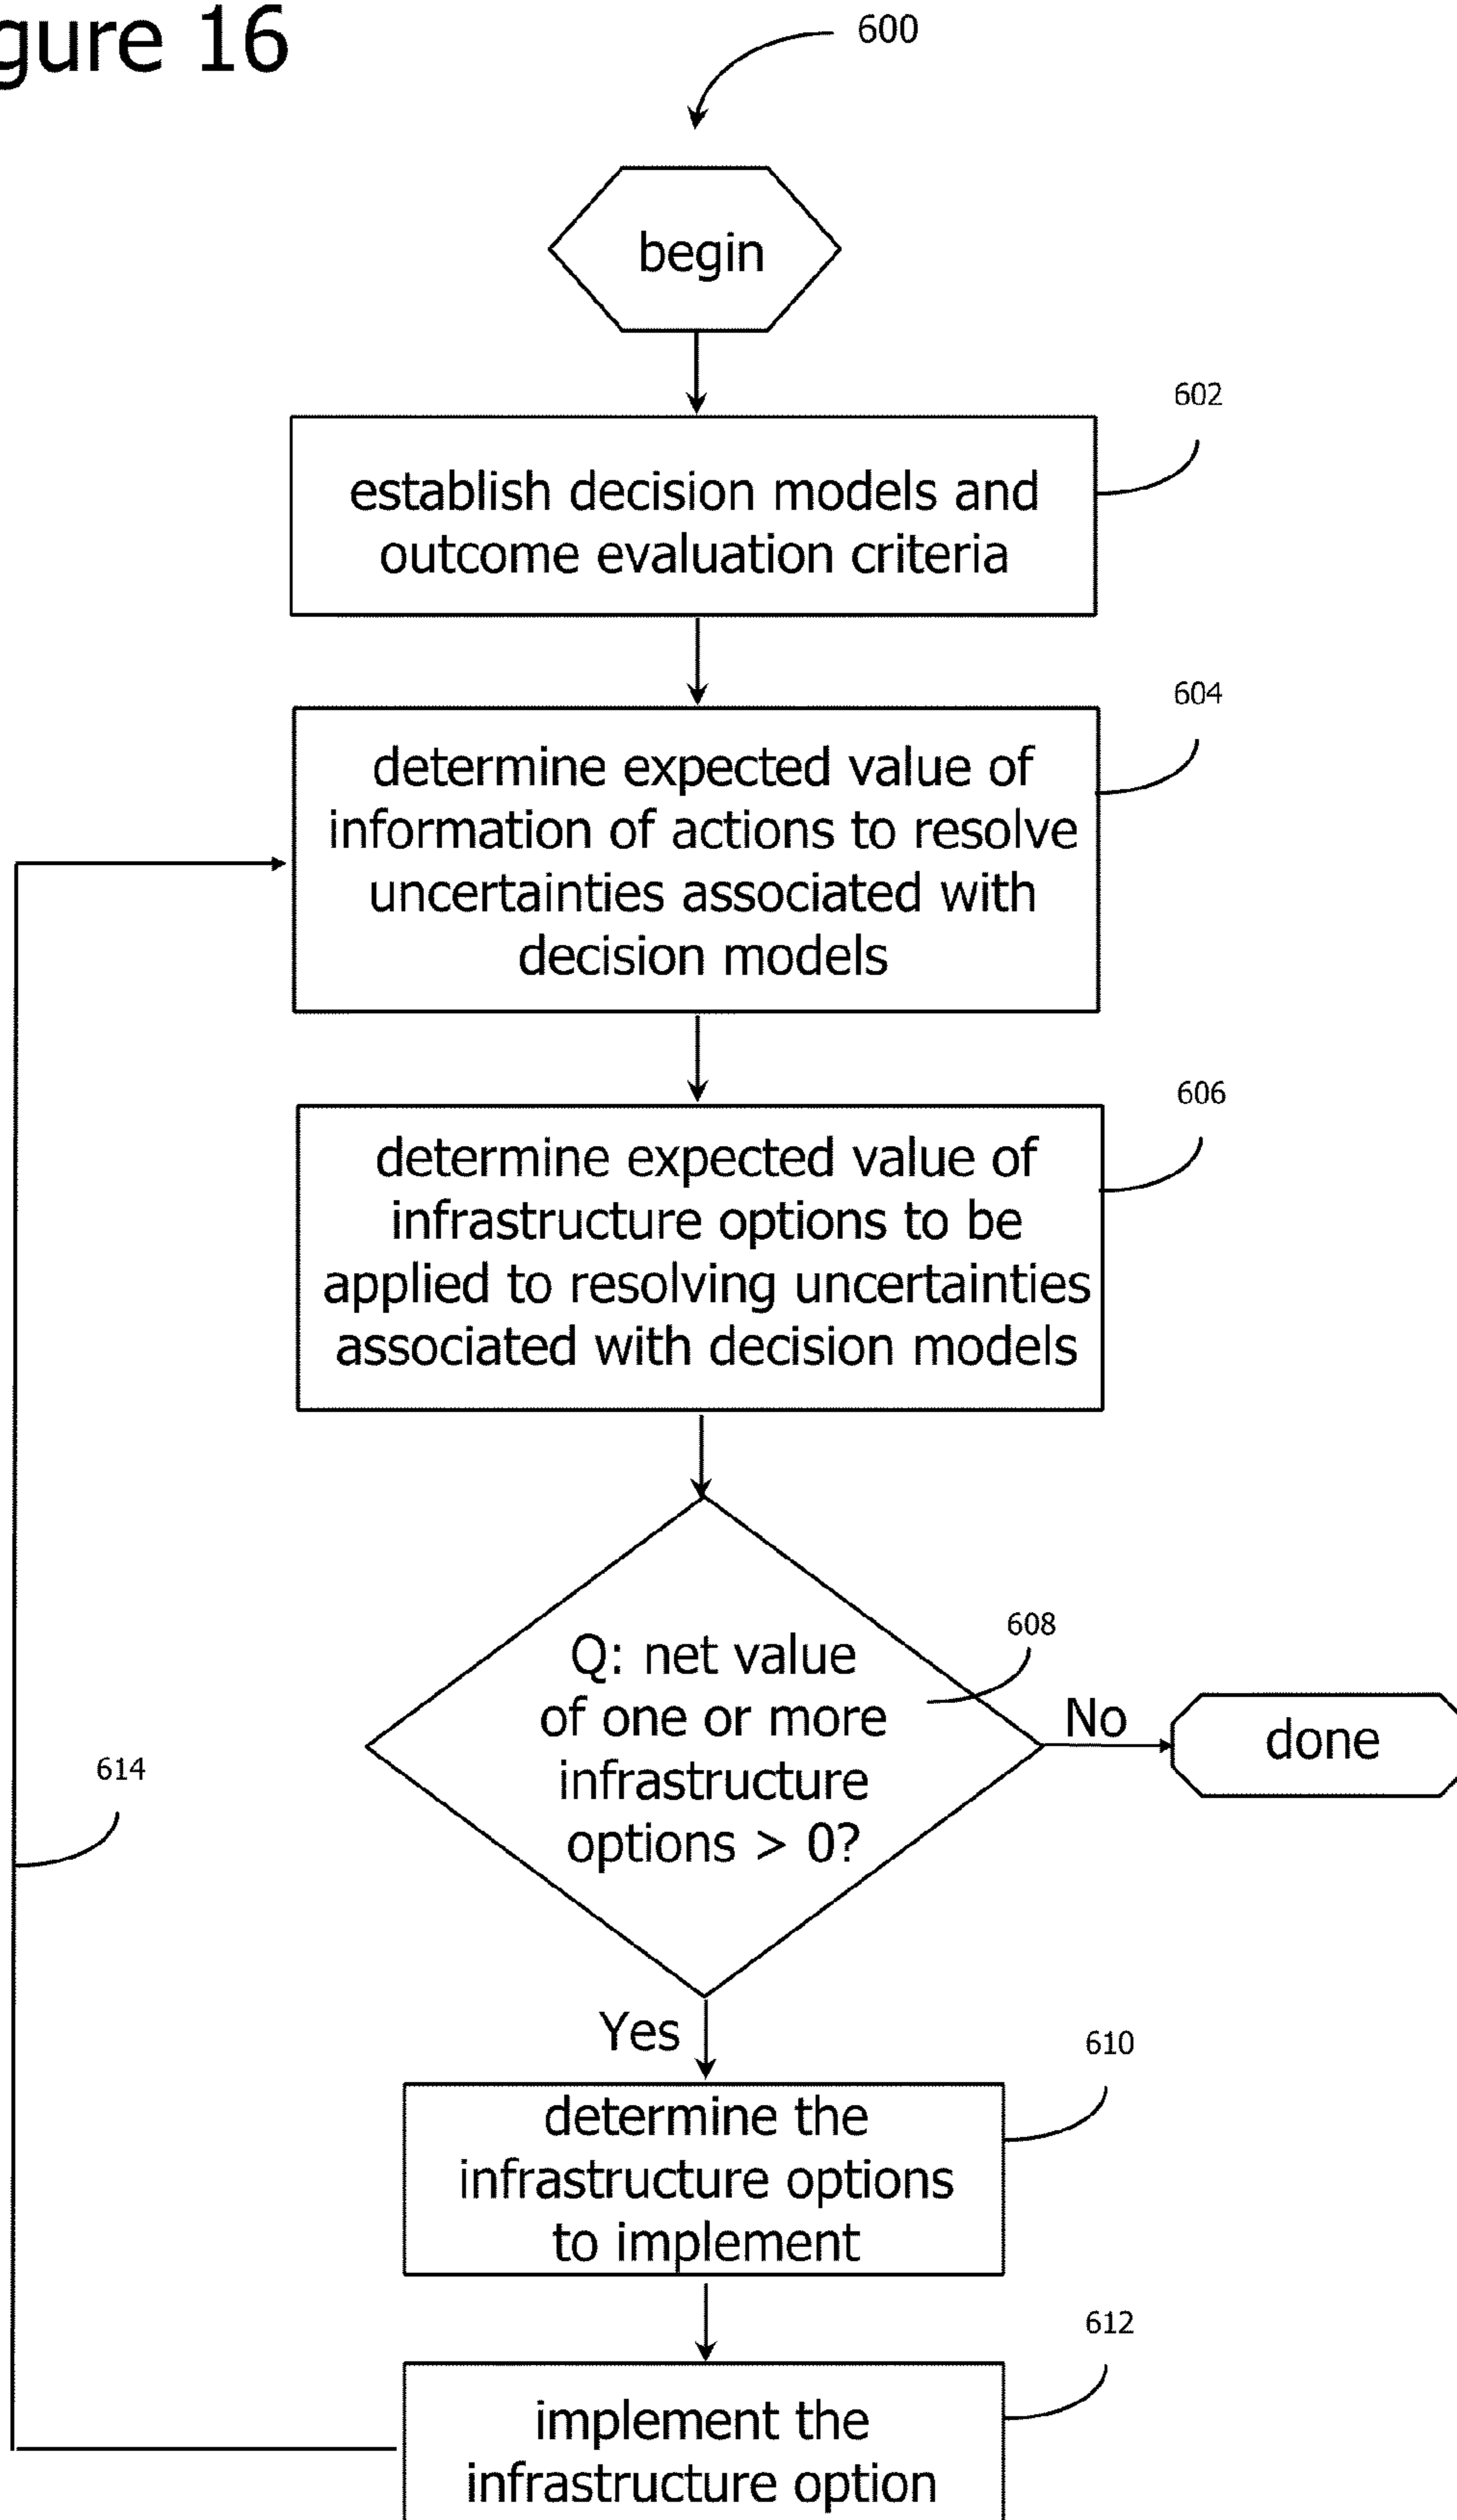 gure 16
600
begin
602
establish decision models and
outcome evaluation criteria
604
determine expected value of
information of actions to resolve
uncertainties associated with
decision models
606
determine expected value of
infrastructure options to be
applied to resolving uncertainties
associated with decision models
608
Q: net value
of one or more
infrastructure
options > 0?
No
done
614
Yes
610
determine the
infrastructure options
to implement
612
implement the
infrastructure option